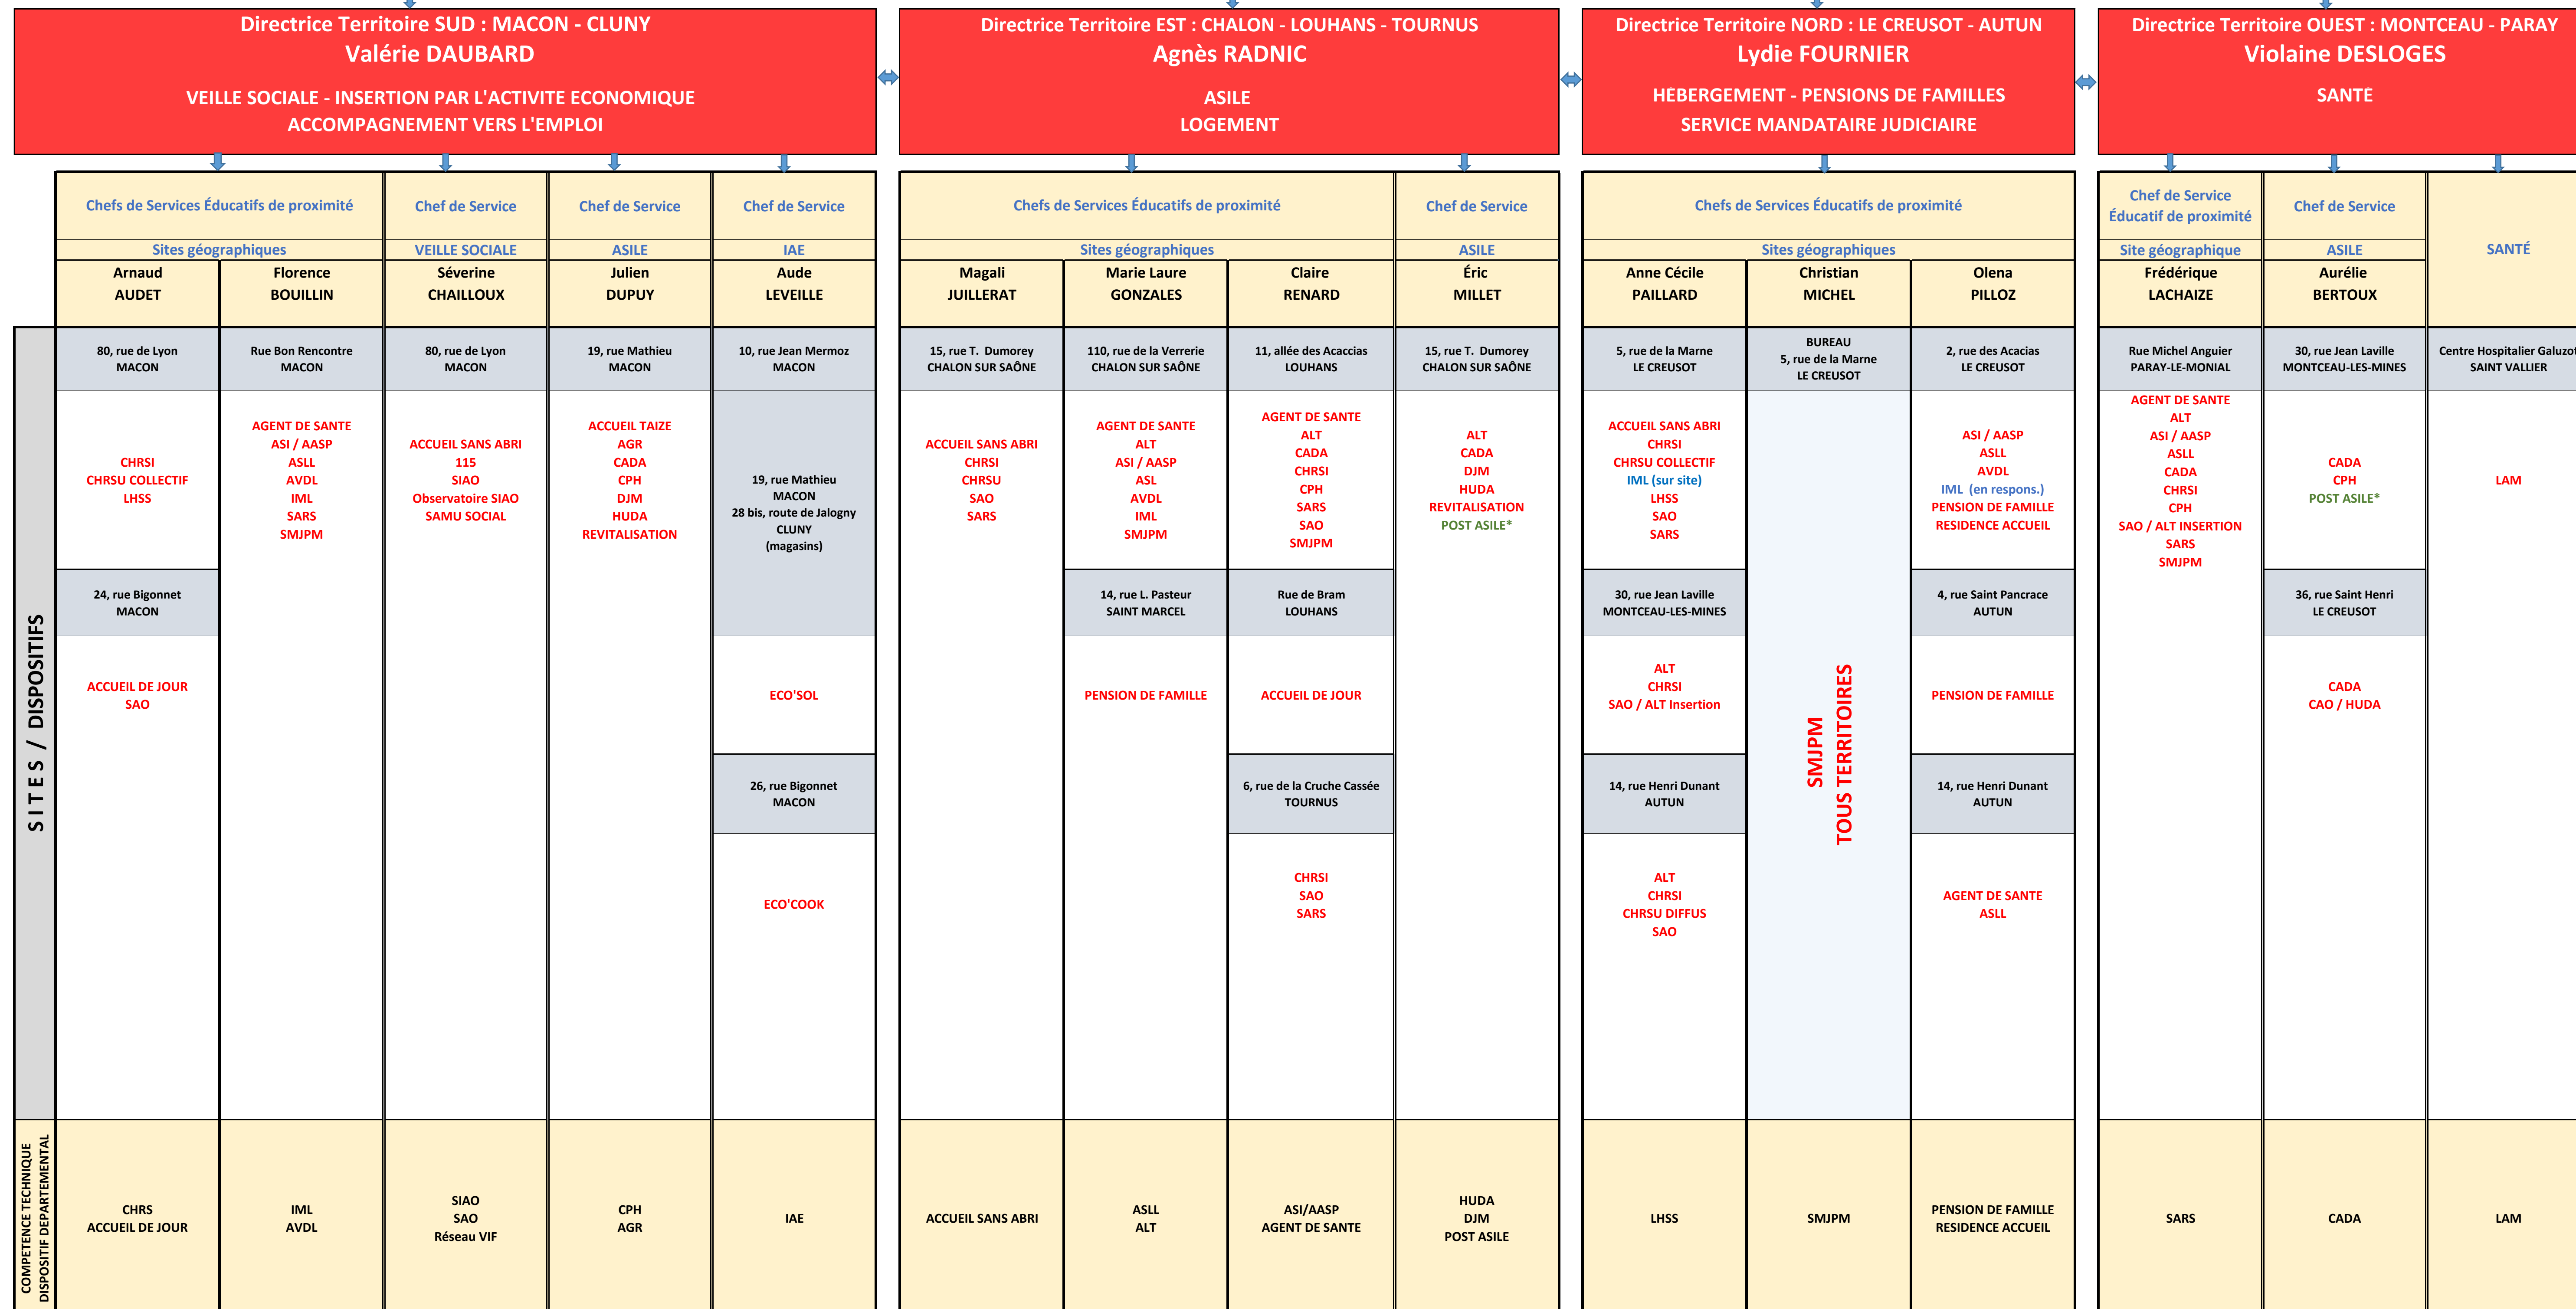 Directrice Territoire SUD : MACON - CLUNY
Valérie DAUBARD
VEILLE SOCIALE - INSERTION PAR L'ACTIVITE ECONOMIQUE
ACCOMPAGNEMENT VERS L'EMPLOI
Directrice Territoire EST : CHALON - LOUHANS - TOURNUS
Agnès RADNIC
ASILE
LOGEMENT
Directrice Territoire NORD : LE CREUSOT - AUTUN
Lydie FOURNIER
HÉBERGEMENT - PENSIONS DE FAMILLES
SERVICE MANDATAIRE JUDICIAIRE
Directrice Territoire OUEST : MONTCEAU - PARAY
Violaine DESLOGES
SANTÉ
Chefs de Services Éducatifs de proximité
Sites géographiques
Chef de Service
VEILLE SOCIALE
Chef de Service
ASILE
Chef de Service
IAE
Chefs de Services Éducatifs de proximité
Sites géographiques
Chef de Service
ASILE
Chefs de Services Éducatifs de proximité
Sites géographiques
Chef de Service
Éducatif de proximité
Site géographique
Chef de Service
ASILE
SANTÉ
SITES / DISPOSITIFS
COMPETENCE TECHNIQUE
DISPOSITIF DEPARTEMENTAL
Arnaud
AUDET
80, rue de Lyon
MACON
CHRSI
CHRSU COLLECTIF
LHSS
24, rue Bigonnet
MACON
ACCUEIL DE JOUR
SAO
CHRS
ACCUEIL DE JOUR
Florence
BOUILLIN
Rue Bon Rencontre
MACON
AGENT DE SANTE
ASI / AASP
ASLL
AVDL
IML
SARS
SMJPM
IML
AVDL
Séverine
CHAILLOUX
80, rue de Lyon
MACON
ACCUEIL SANS ABRI
115
SIAO
Observatoire SIAO
SAMU SOCIAL
SIAO
SAO
Réseau VIF
Julien
DUPUY
19, rue Mathieu
MACON
ACCUEIL TAIZE
AGR
CADA
CPH
DJM
HUDA
REVITALISATION
CPH
AGR
Aude
LEVEILLE
10, rue Jean Mermoz
MACON
19, rue Mathieu
MACON
28 bis, route de Jalogny
CLUNY
(magasins)
ECO'SOL
26, rue Bigonnet
MACON
ECO'COOK
IAE
Magali
JUILLERAT
15, rue T. Dumorey
CHALON SUR SAÔNE
ACCUEIL SANS ABRI
CHRSI
CHRSU
SAO
SARS
ACCUEIL SANS ABRI
Marie Laure
GONZALES
110, rue de la Verrerie
CHALON SUR SAÔNE
AGENT DE SANTE
ALT
ASI / AASP
ASL
AVDL
IML
SMJPM
14, rue L. Pasteur
SAINT MARCEL
PENSION DE FAMILLE
ASLL
ALT
Claire
RENARD
11, allée des Acaccias
LOUHANS
AGENT DE SANTE
ALT
CADA
CHRSI
CPH
SARS
SAO
SMJPM
Rue de Bram
LOUHANS
ACCUEIL DE JOUR
6, rue de la Cruche Cassée
TOURNUS
CHRSI
SAO
SARS
ASI/AASP
AGENT DE SANTE
Éric
MILLET
15, rue T. Dumorey
CHALON SUR SAÔNE
ALT
CADA
DJM
HUDA
REVITALISATION
POST ASILE*
HUDA
DJM
POST ASILE
Anne Cécile
PAILLARD
5, rue de la Marne
LE CREUSOT
ACCUEIL SANS ABRI
CHRSI
CHRSU COLLECTIF
IML (sur site)
LHSS
SAO
SARS
30, rue Jean Laville
MONTCEAU-LES-MINES
ALT
CHRSI
SAO / ALT Insertion
14, rue Henri Dunant
AUTUN
ALT
CHRSI
CHRSU DIFFUS
SAO
LHSS
Christian
MICHEL
BUREAU
5, rue de la Marne
LE CREUSOT
SMJPM
TOUS TERRITOIRES
SMJPM
Olena
PILLOZ
2, rue des Acacias
LE CREUSOT
ASI / AASP
ASLL
AVDL
IML (en respons.)
PENSION DE FAMILLE
RESIDENCE ACCUEIL
4, rue Saint Pancrace
AUTUN
PENSION DE FAMILLE
14, rue Henri Dunant
AUTUN
AGENT DE SANTE
ASLL
PENSION DE FAMILLE
RESIDENCE ACCUEIL
Frédérique
LACHAIZE
Rue Michel Anguier
PARAY-LE-MONIAL
AGENT DE SANTE
ALT
ASI / AASP
ASLL
CADA
CHRSI
CPH
SAO / ALT INSERTION
SARS
SMJPM
SARS
Aurélie
BERTOUX
30, rue Jean Laville
MONTCEAU-LES-MINES
CADA
CPH
POST ASILE*
36, rue Saint Henri
LE CREUSOT
CADA
CAO / HUDA
CADA
Centre Hospitalier Galuzot
SAINT VALLIER
LAM
LAM